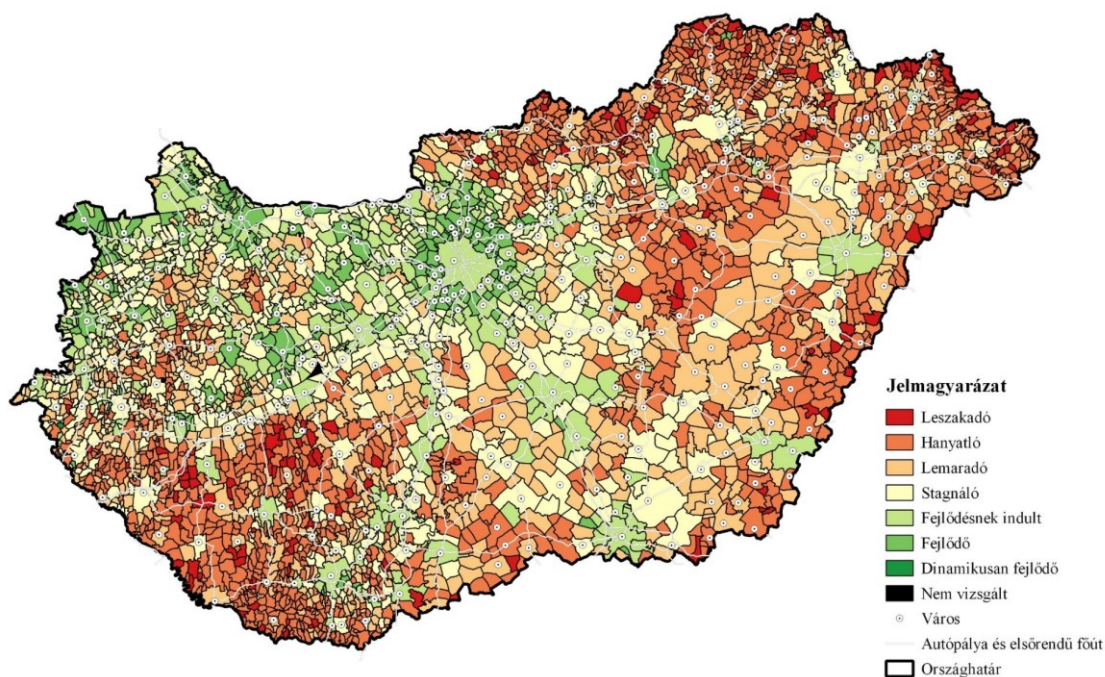 Jelmagyarázat
Leszakadó
Hanyatló
Lemaradó
Stagnáló
Fejlődésnek indult
Fejlődő
Dinamikusan fejlődő
Nem vizsgált
Város
Autópálya és elsőrendű főút
Országhatár